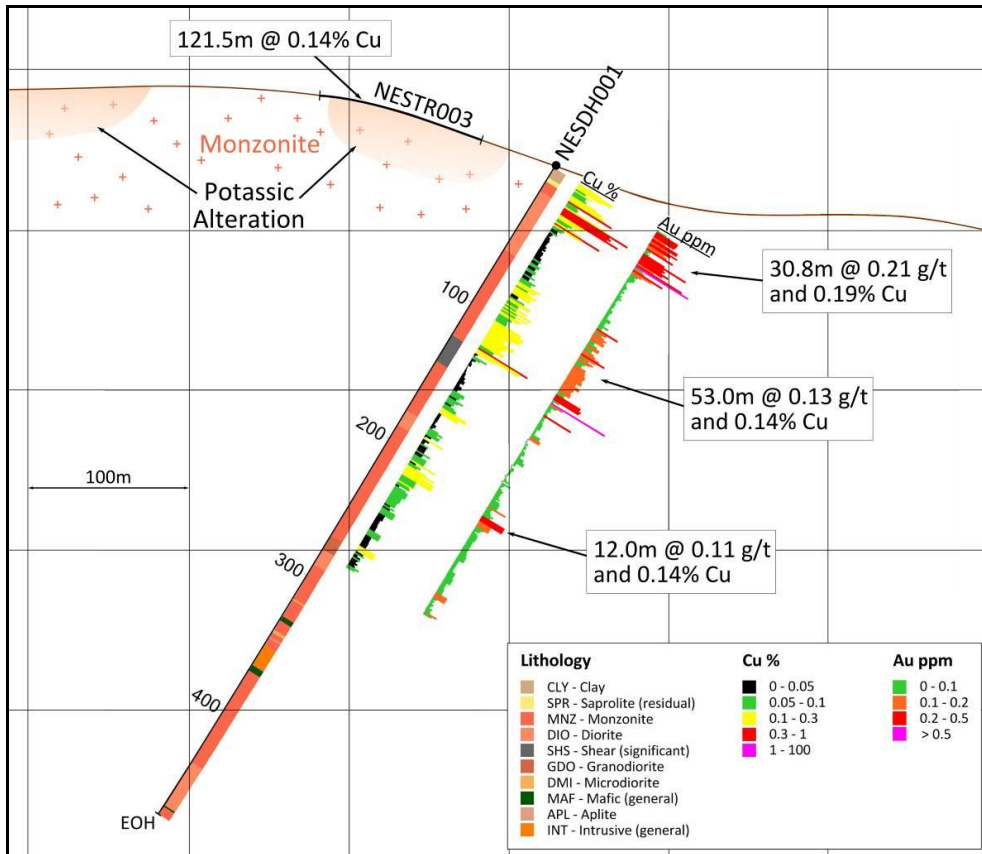 121.5m @ 0.14% Cu
NESTR003
NESDH001
Monzonite
Potassic
Alteration
Cu %
Au ppm
30.8m @ 0.21 g/t
and 0.19% Cu
100
53.0m @ 0.13 g/t
and 0.14% Cu
200
100m
12.0m @ 0.11 g/t
and 0.14% Cu
300
400
EOH
Lithology
CLY - Clay
SPR - Saprolite (residual)
MNZ - Monzonite
DIO - Diorite
SHS - Shear (significant)
GDO - Granodiorite
DMI - Microdiorite
MAF - Mafic (general)
APL - Aplite
INT - Intrusive (general)
Cu %
0 - 0.05
0.05 - 0.1
0.1 - 0.3
0.3 - 1
1 - 100
Au ppm
0 - 0.1
0.1 - 0.2
0.2 - 0.5
> 0.5